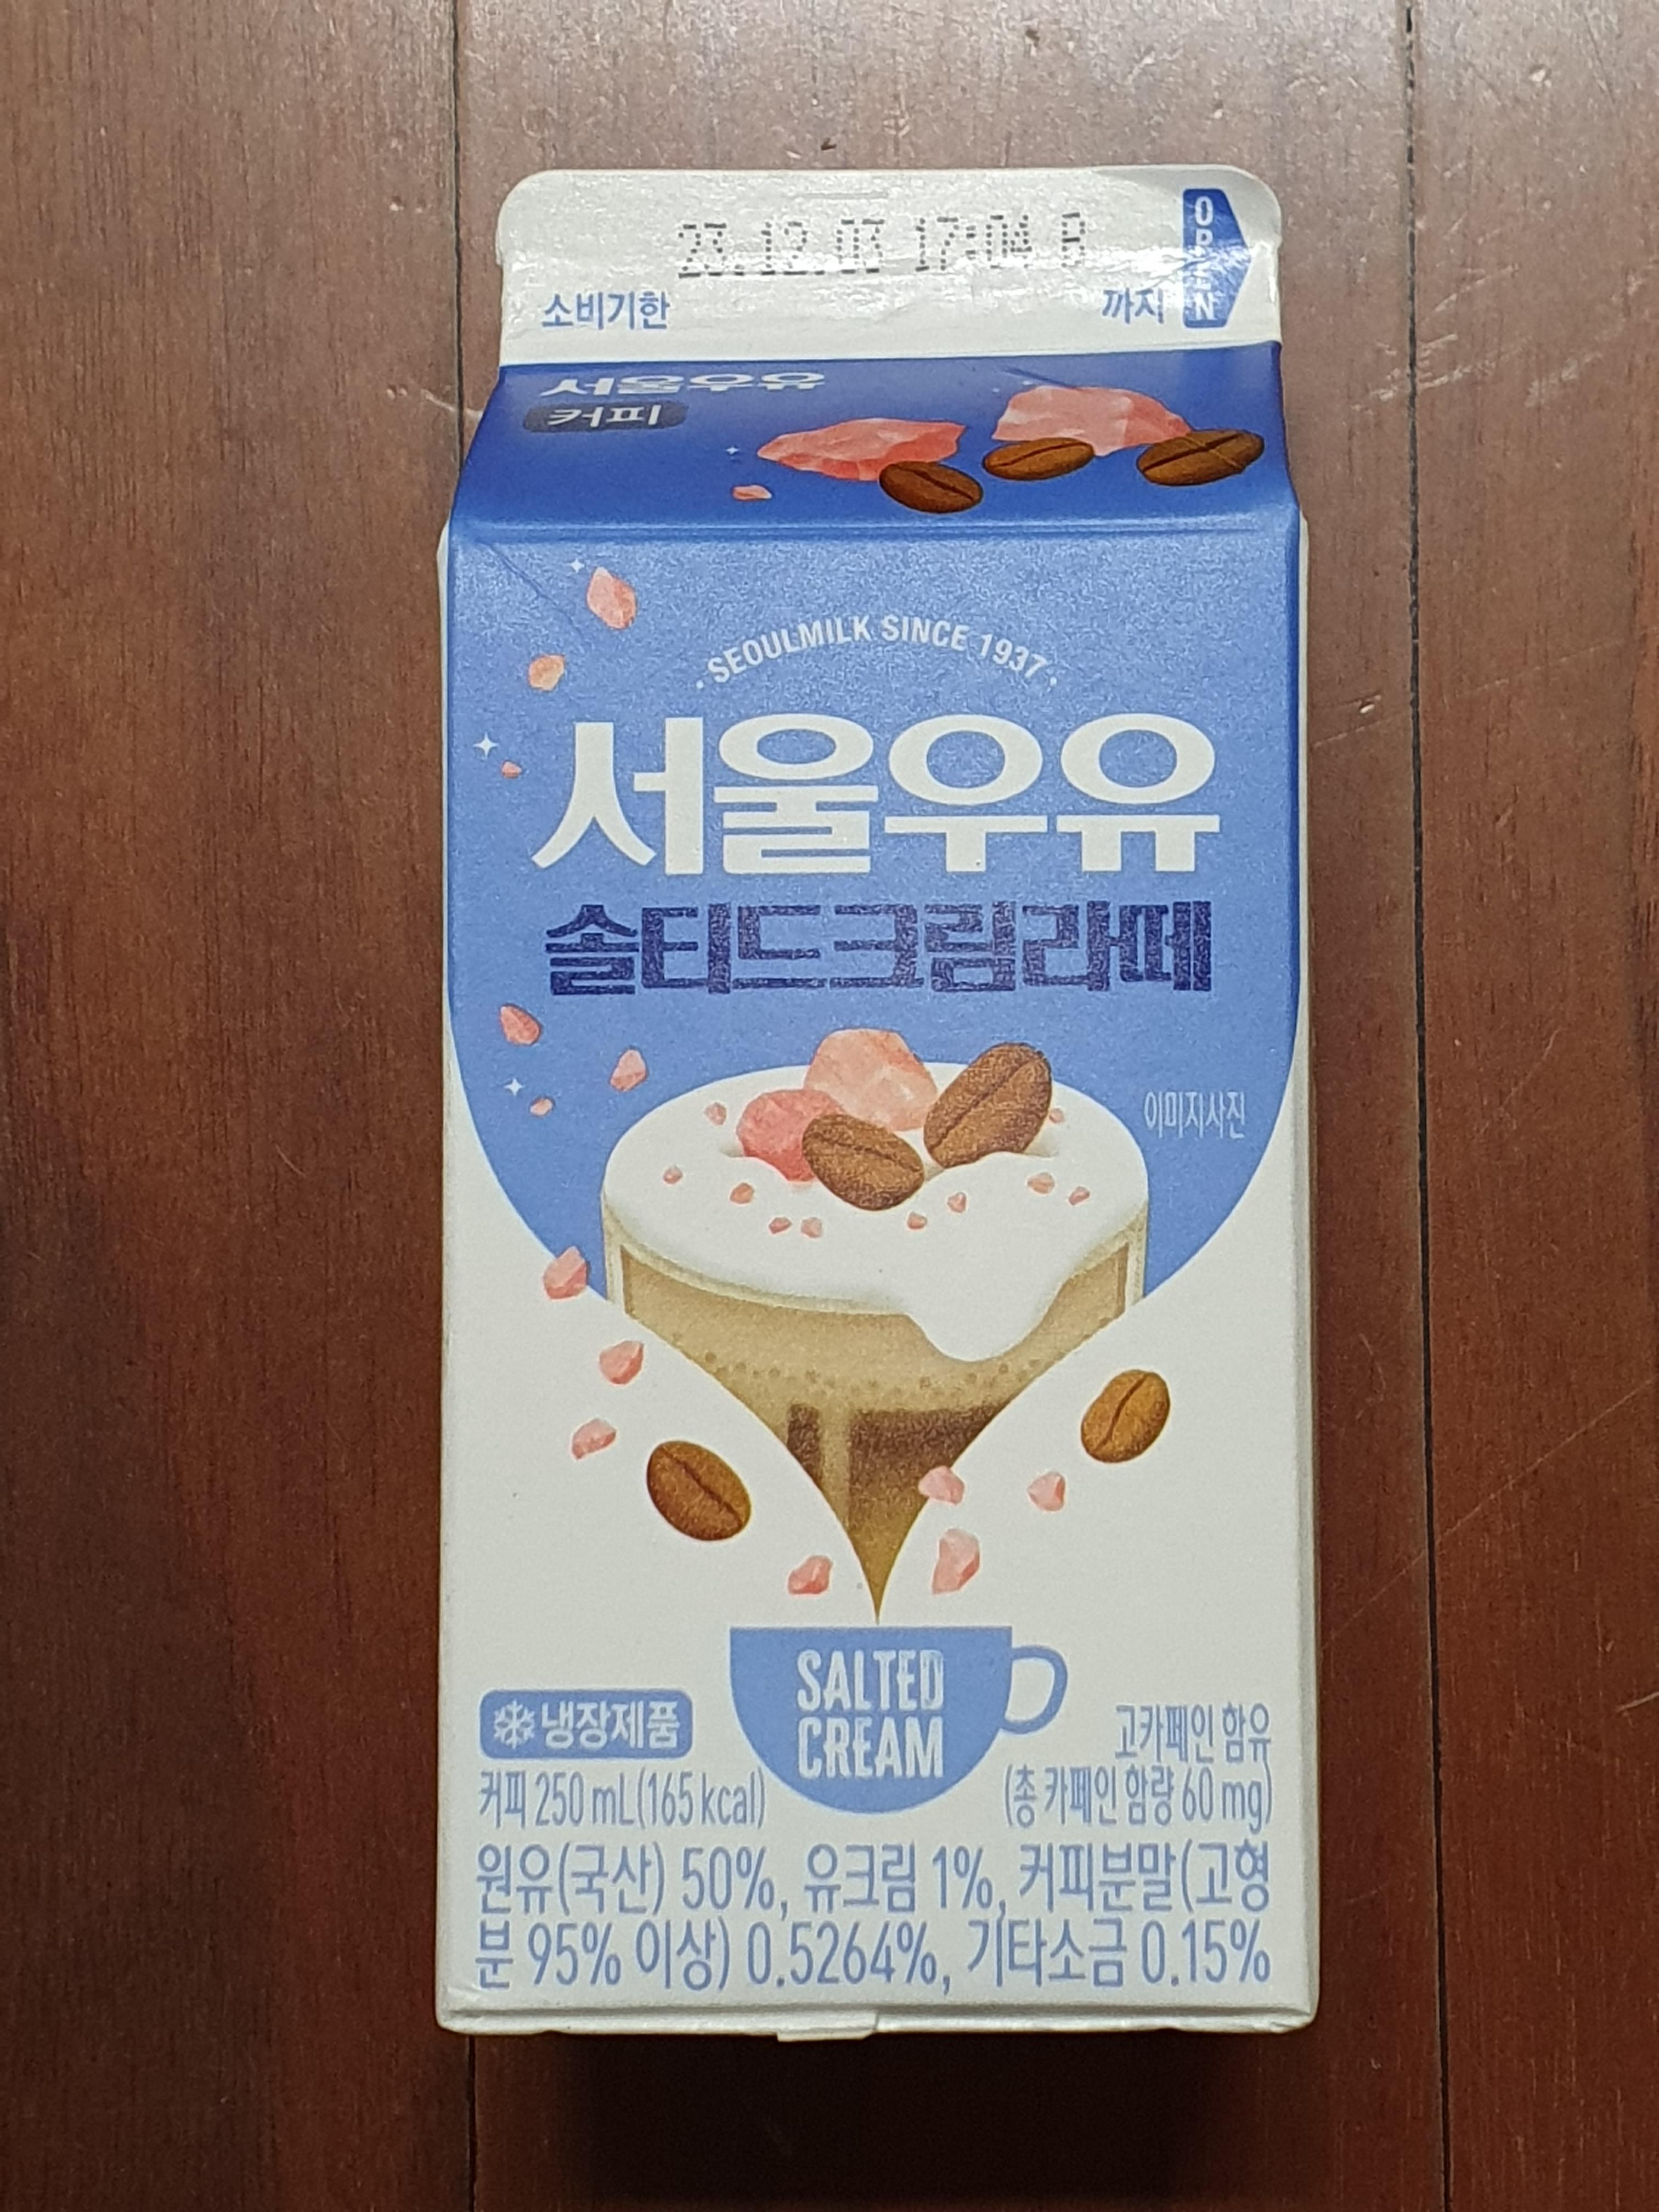 23.12.03 17:04 B
소비기한 까지
OPEN
서울우유
커피
· SEOULMILK SINCE 1937 ·
서울우유
솔티드크림라떼
이미지사진
SALTED
CREAM
냉장제품
커피 250 mL(165 kcal)
고카페인 함유
(총 카페인 함량 60 mg)
원유(국산) 50%, 유크림 1%, 커피분말(고형
분 95% 이상) 0.5264%, 기타소금 0.15%